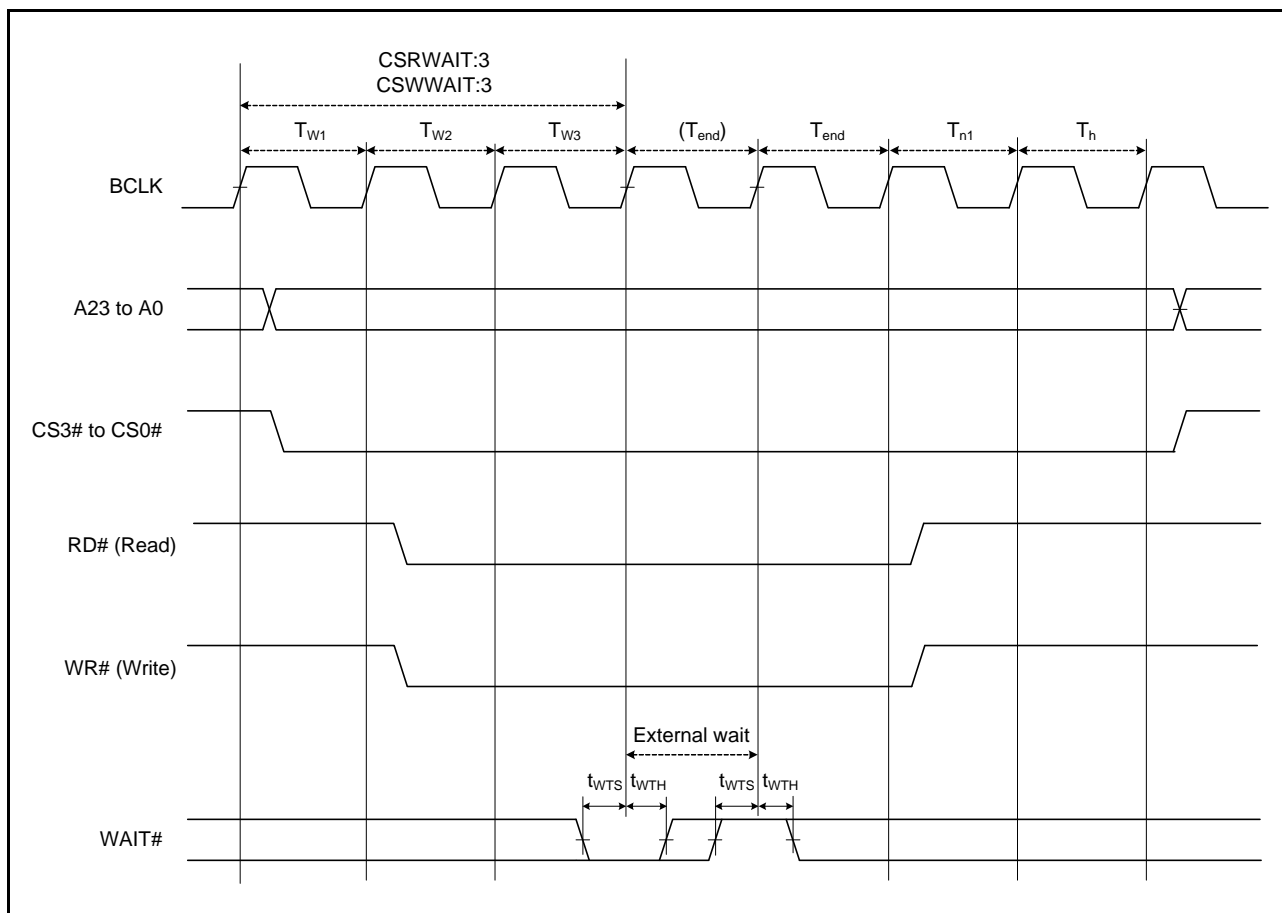 CSRWAIT:3
CSWWAIT:3
TW1 TW2 TW3 (Tend) Tend Tn1 Th
BCLK
A23 to A0
CS3# to CS0#
RD# (Read)
WR# (Write)
External wait
tWTS tWTH tWTS tWTH
WAIT#